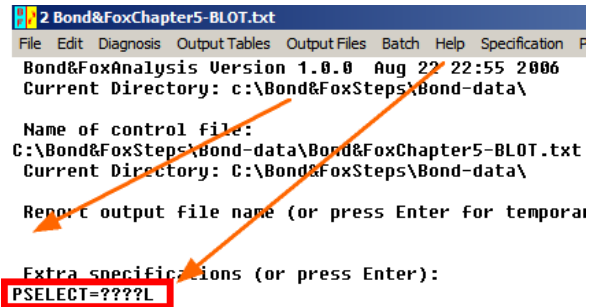 2 Bond&FoxChapter5-BLOT.txt
File Edit Diagnosis Output Tables Output Files Batch Help Specification P
Bond&FoxAnalysis Version 1.0.0 Aug 22 22:55 2006
Current Directory: c:\Bond&FoxSteps\Bond-data\
Name of control file:
C:\Bond&FoxSteps\Bond-data\Bond&FoxChapter5-BLOT.txt
Current Directory: C:\Bond&FoxSteps\Bond-data\
Report output file name (or press Enter for temporar
Extra specifications (or press Enter):
PSELECT=????L